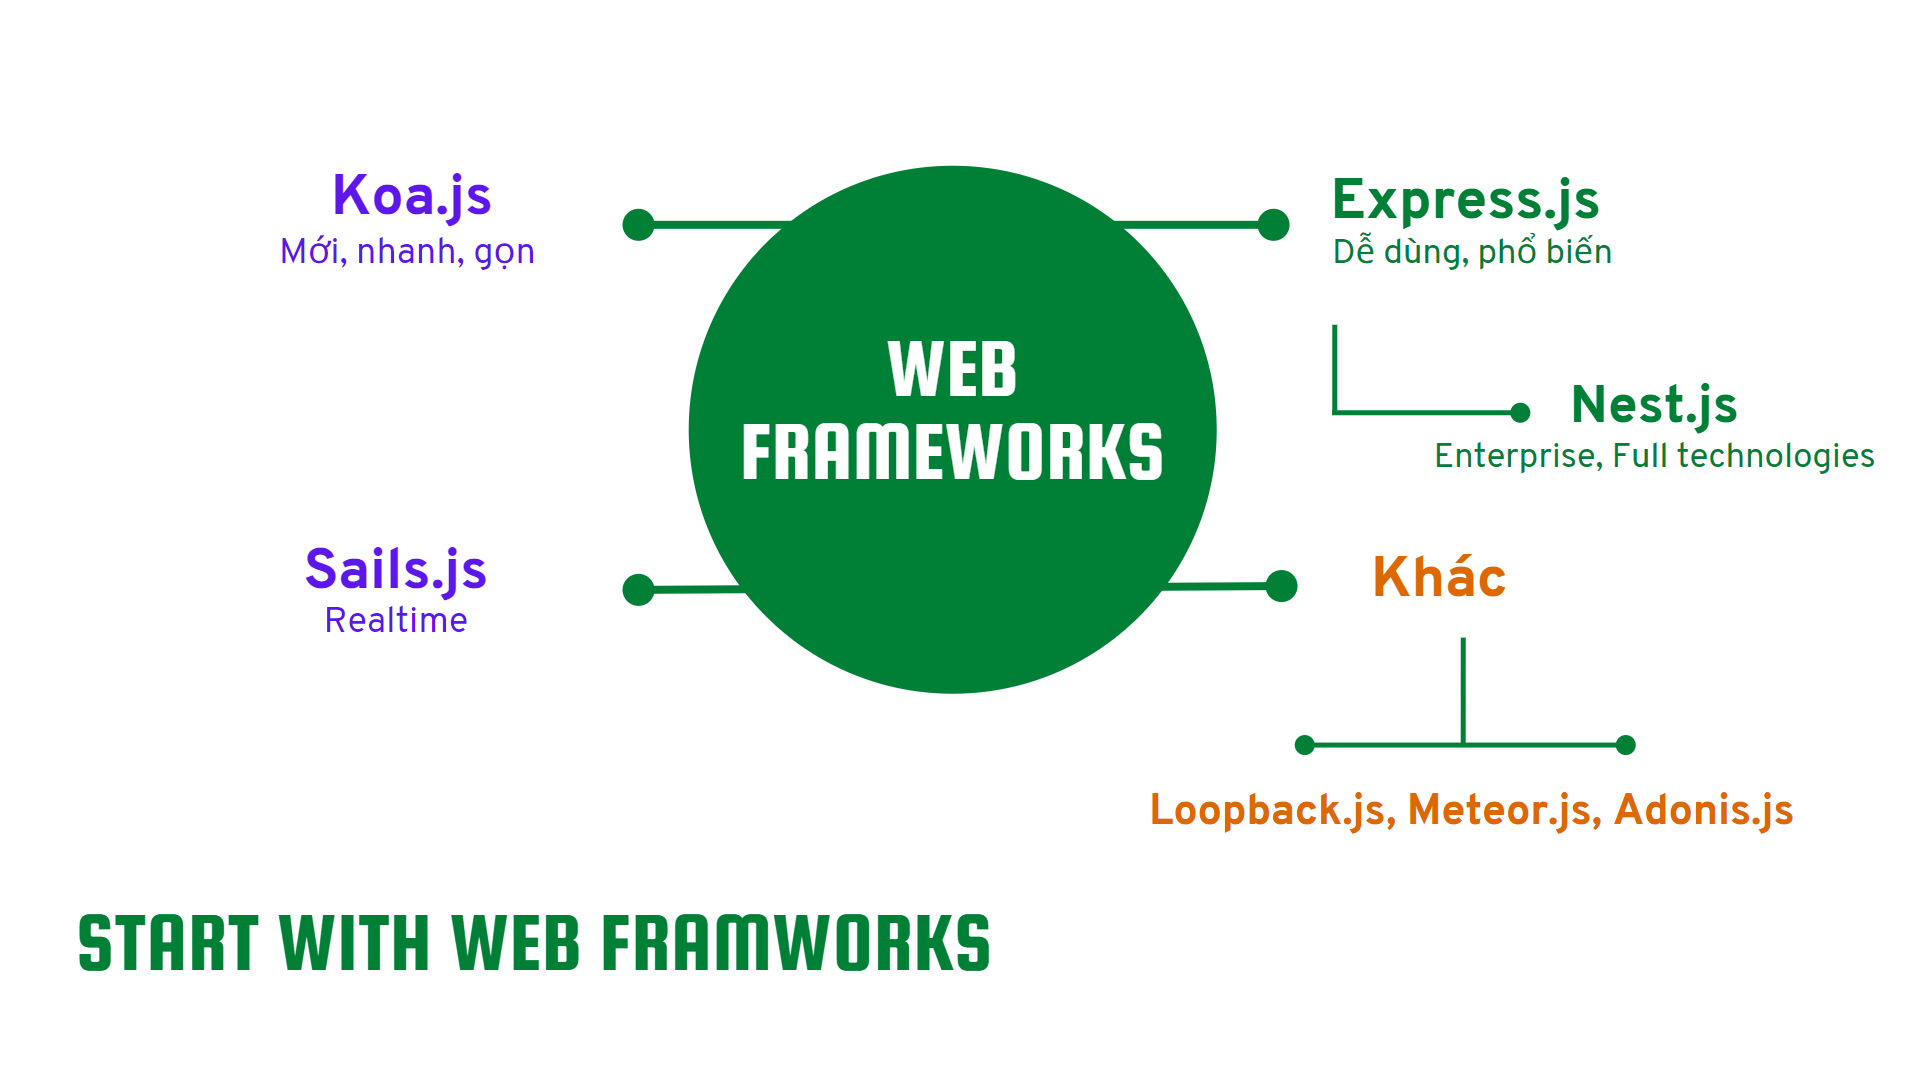 Koa.js
Mới, nhanh, gọn
Express.js
Dễ dùng, phổ biến
WEB
FRAMEWORKS
Nest.js
Enterprise, Full technologies
Sails.js
Realtime
Khác
Loopback.js, Meteor.js, Adonis.js
START WITH WEB FRAMWORKS